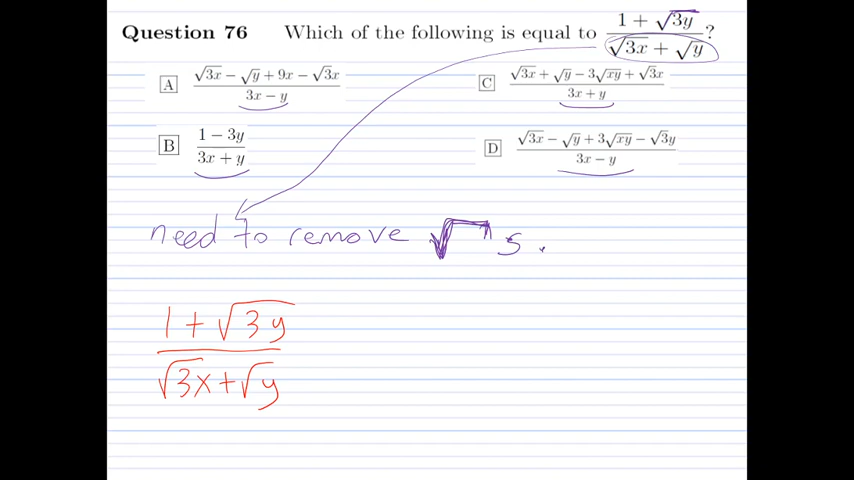 Question 76 Which of the following is equal to (1 + √3y)/(√3x + √y)?
A (√3x − √y + 9x − √3x)/(3x − y)
C (√3x + √y − 3√xy + √3x)/(3x + y)
B (1 − 3y)/(3x + y)
D (√3x − √y + 3√xy − √3y)/(3x − y)
need to remove √ s .
1 + √3y
√3x + √y